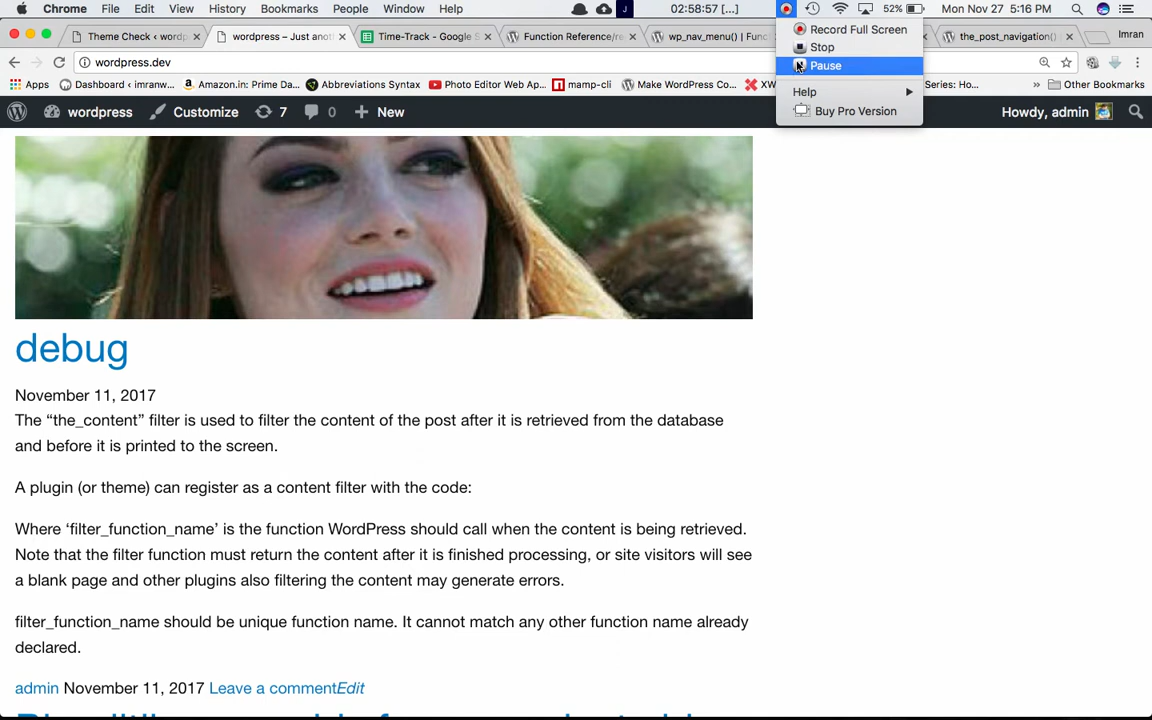 Chrome File Edit View History Bookmarks People Window Help J 02:58:57 [...] 52% Mon Nov 27 5:16 PM
Theme Check ‹ wordp wordpress – Just anot Time-Track - Google S Function Reference/re wp_nav_menu() | Func the_post_navigation() Imran
wordpress.dev
Record Full Screen
Stop
Pause
Help
Buy Pro Version
Apps Dashboard ‹ imranw... Amazon.in: Prime Da... Abbreviations Syntax Photo Editor Web Ap... mamp-cli Make WordPress Co... XW Series: Ho... » Other Bookmarks
wordpress Customize 7 0 New Howdy, admin
debug
November 11, 2017
The “the_content” filter is used to filter the content of the post after it is retrieved from the database
and before it is printed to the screen.
A plugin (or theme) can register as a content filter with the code:
Where ‘filter_function_name’ is the function WordPress should call when the content is being retrieved.
Note that the filter function must return the content after it is finished processing, or site visitors will see
a blank page and other plugins also filtering the content may generate errors.
filter_function_name should be unique function name. It cannot match any other function name already
declared.
admin November 11, 2017 Leave a commentEdit